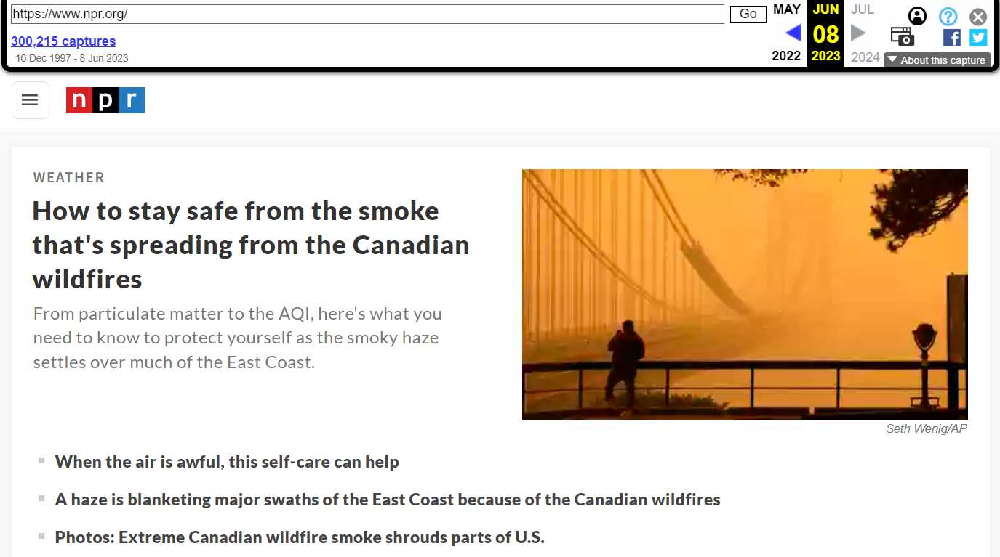 https://www.npr.org/
Go
MAY
JUN
JUL
300,215 captures
08
10 Dec 1997 - 8 Jun 2023
2022
2023
2024
About this capture
npr
WEATHER
How to stay safe from the smoke
that's spreading from the Canadian
wildfires
From particulate matter to the AQI, here's what you
need to know to protect yourself as the smoky haze
settles over much of the East Coast.
Seth Wenig/AP
When the air is awful, this self-care can help
A haze is blanketing major swaths of the East Coast because of the Canadian wildfires
Photos: Extreme Canadian wildfire smoke shrouds parts of U.S.